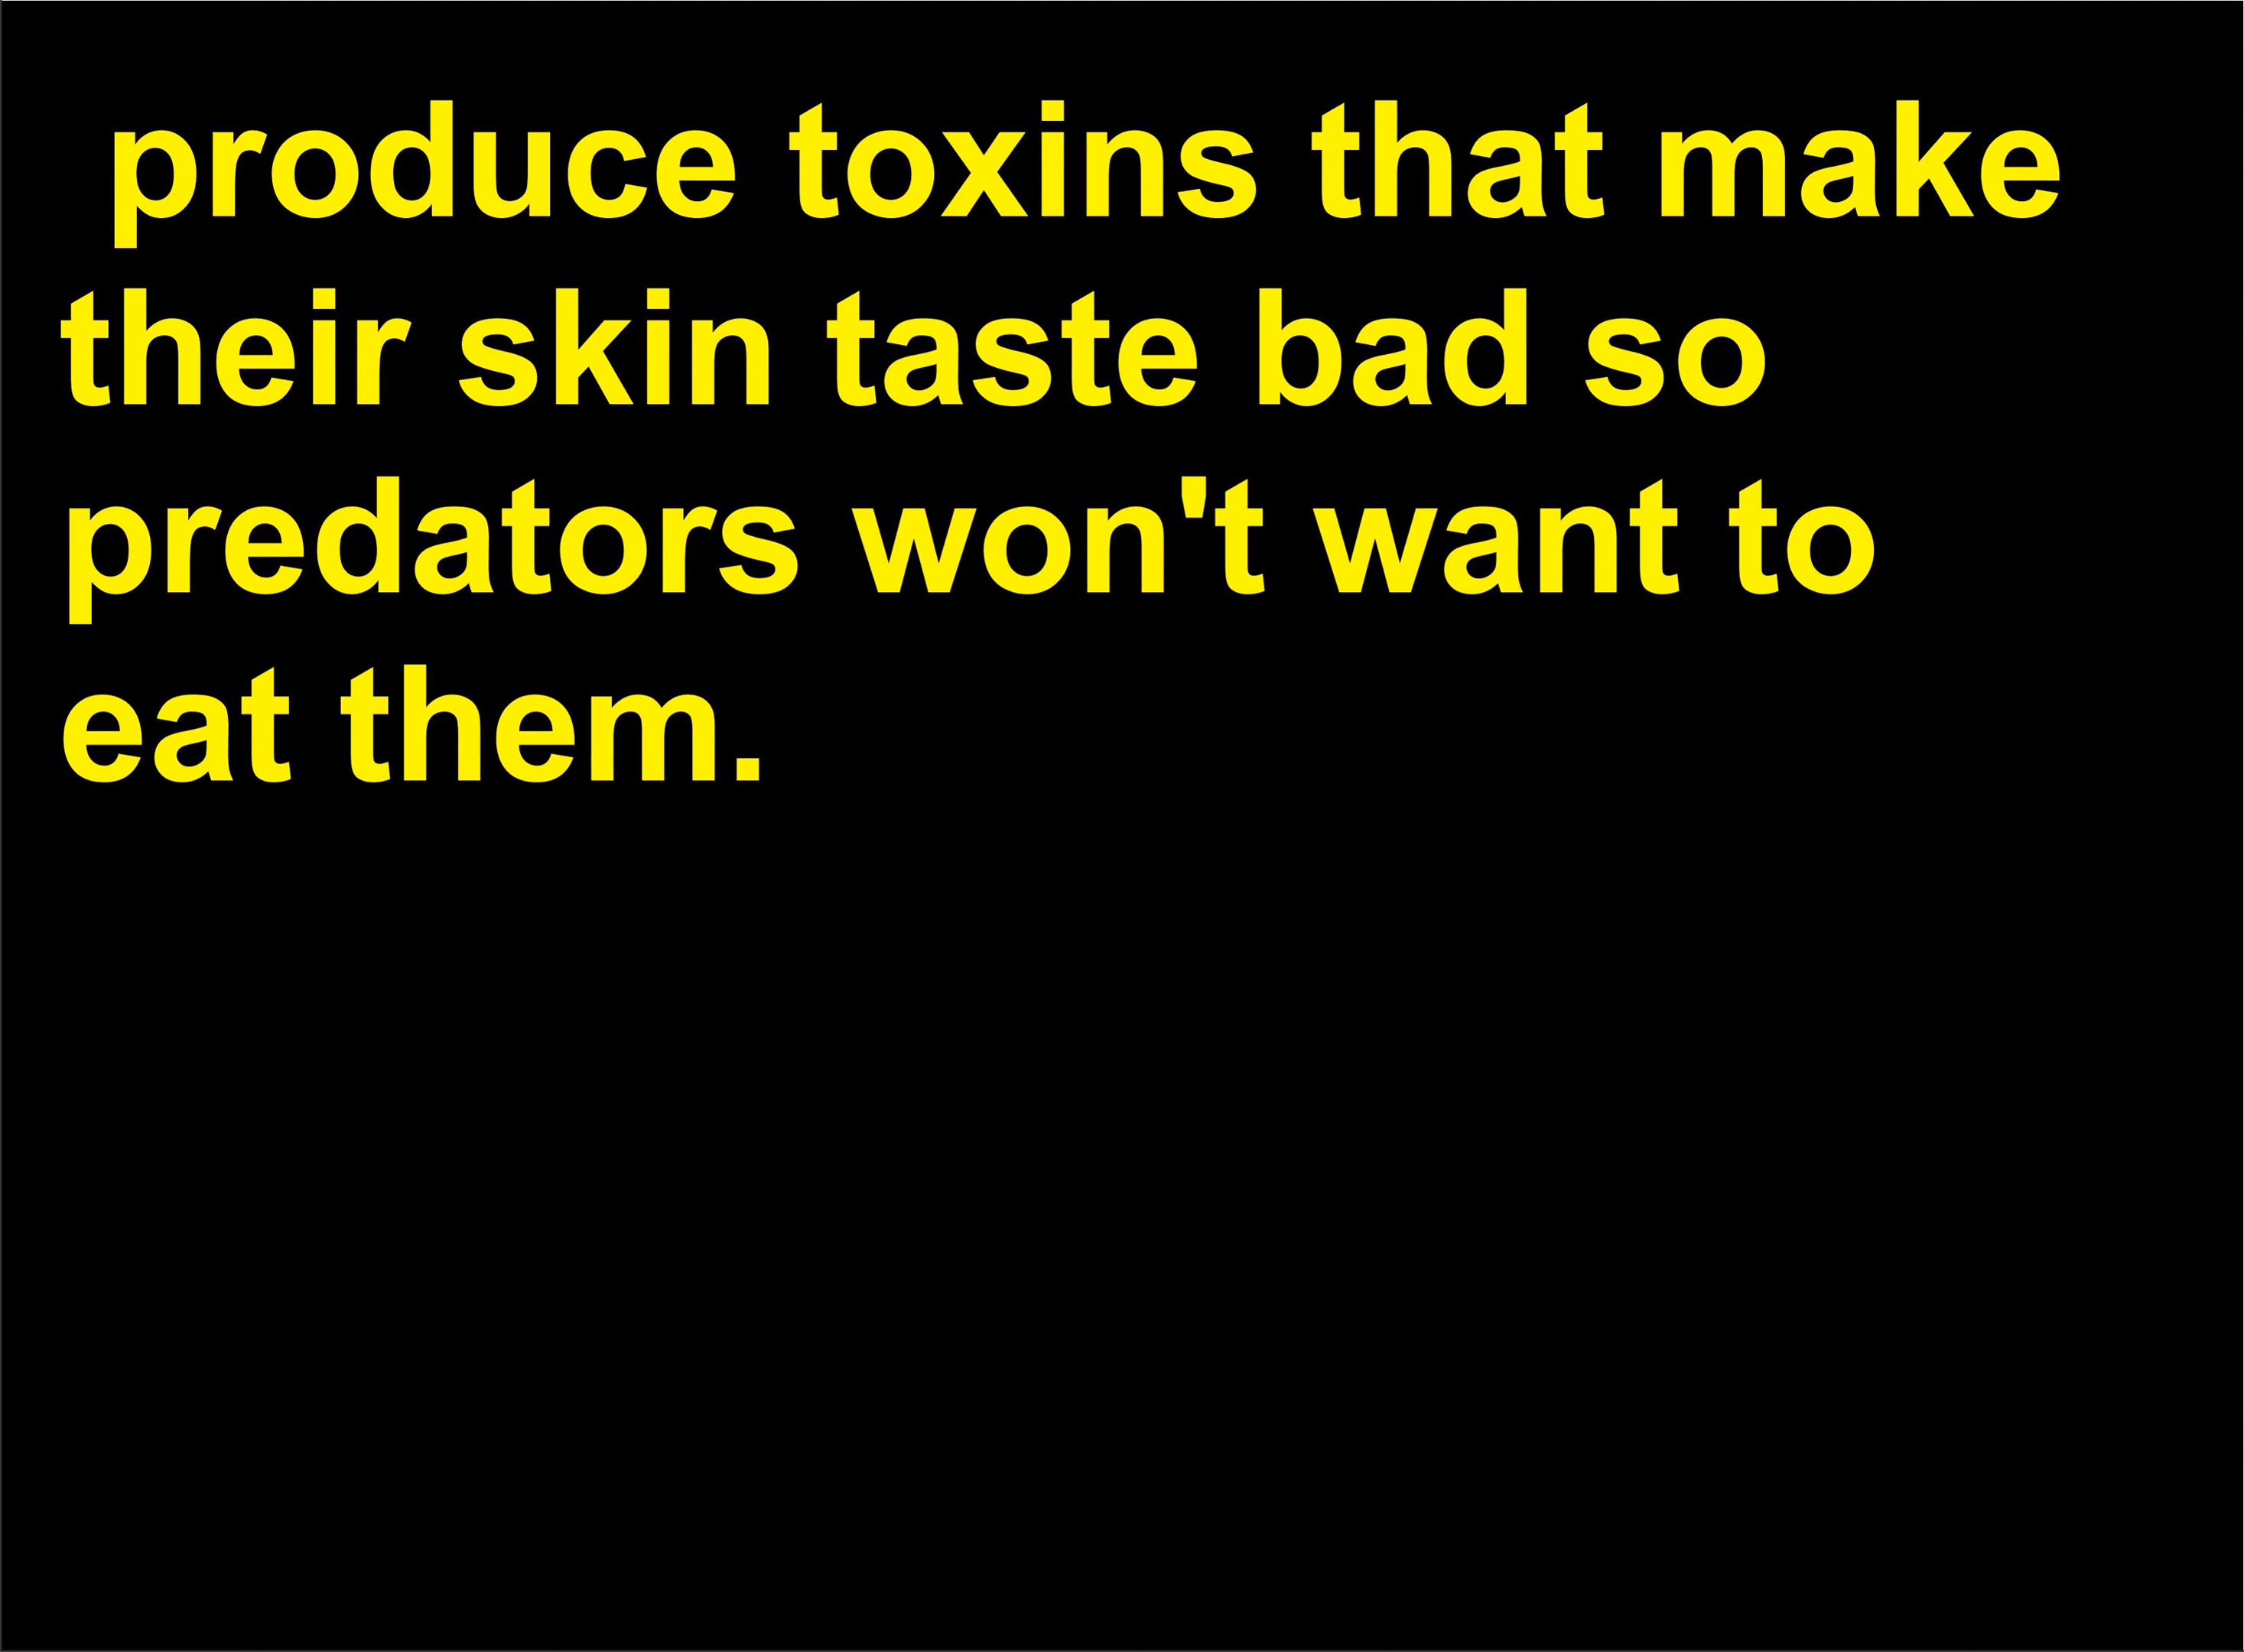 produce toxins that make
their skin taste bad so
predators won't want to
eat them.